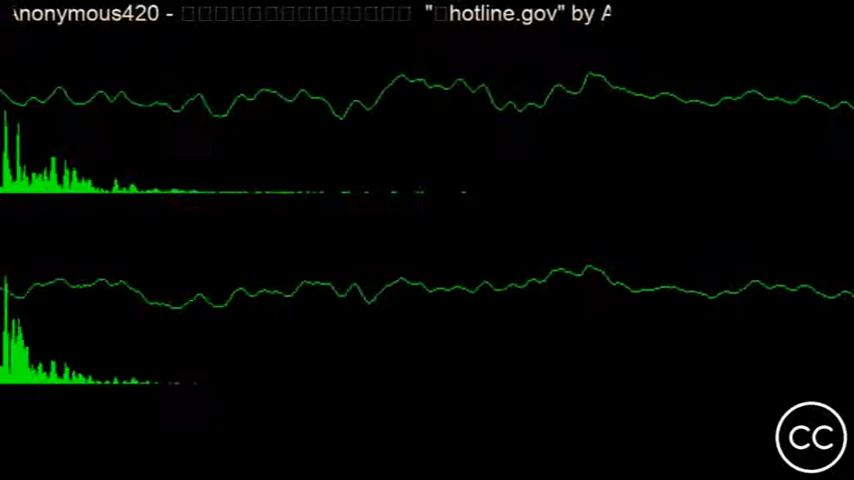 nonymous420 - □□□□□□□□□□□□□□□ "□hotline.gov" by A
CC